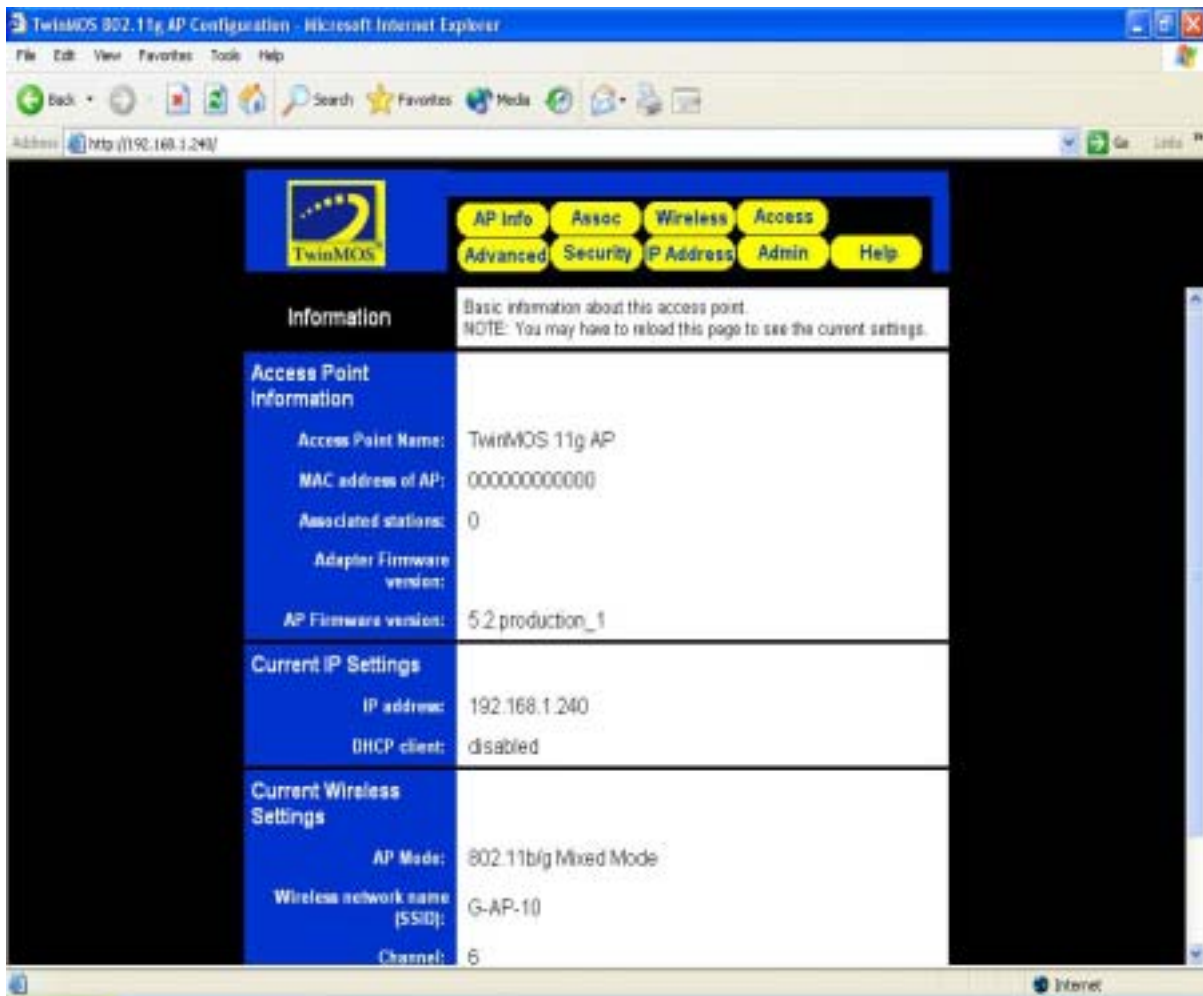 TwinMOS 802.11g AP Configuration - Microsoft Internet Explorer
File Edit View Favorites Tools Help
Back Search Favorites Media
Address http://192.168.1.240/ Go Links
TwinMOS
AP Info Assoc Wireless Access
Advanced Security IP Address Admin Help
Information
Basic information about this access point.
NOTE: You may have to reload this page to see the current settings.
Access Point
Information
Access Point Name: TwinMOS 11g AP
MAC address of AP: 000000000000
Associated stations: 0
Adapter Firmware
version:
AP Firmware version: 5.2 production_1
Current IP Settings
IP address: 192.168.1.240
DHCP client: disabled
Current Wireless
Settings
AP Mode: 802.11b/g Mixed Mode
Wireless network name
(SSID): G-AP-10
Channel: 6
Internet